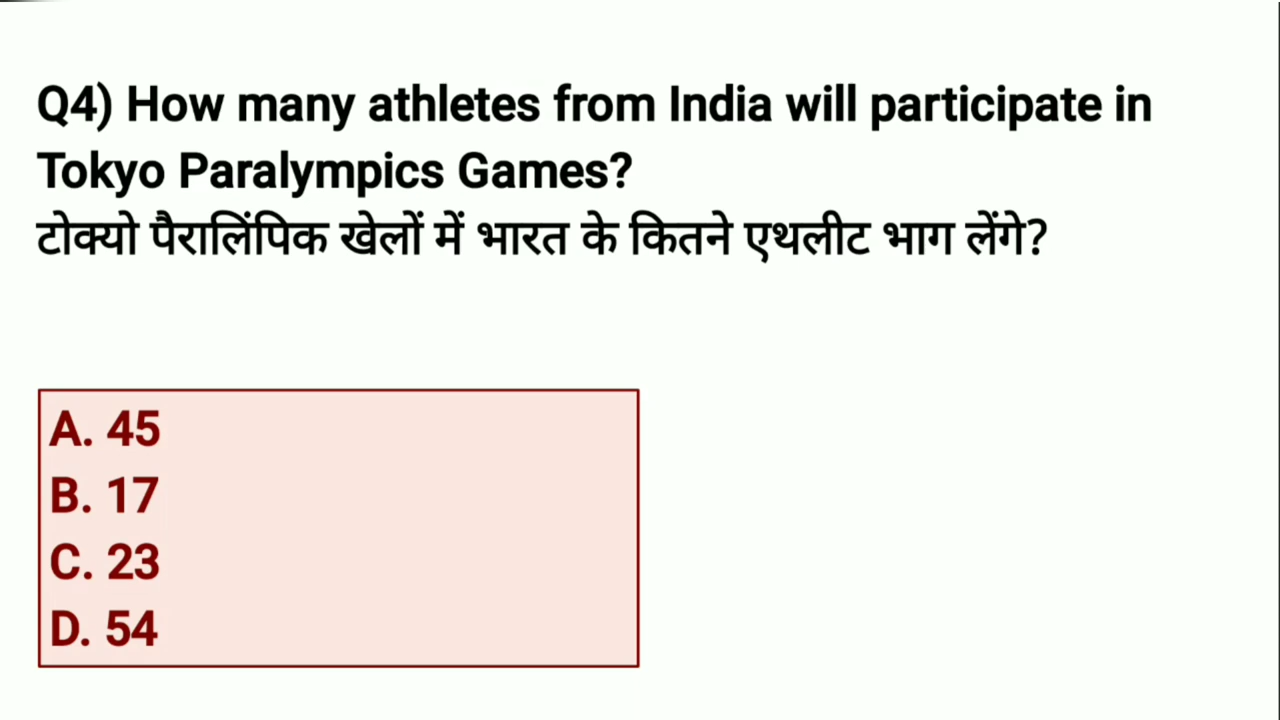 Q4) How many athletes from India will participate in
Tokyo Paralympics Games?
टोक्यो पैरालिंपिक खेलों में भारत के कितने एथलीट भाग लेंगे?
A. 45
B. 17
C. 23
D. 54